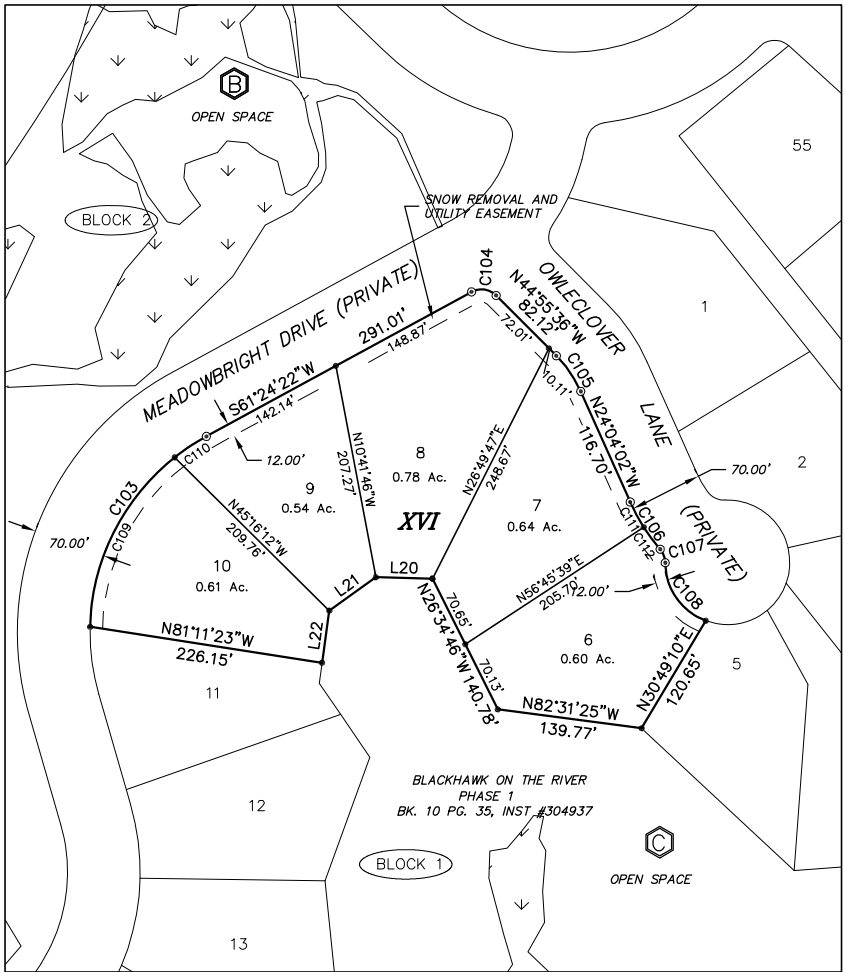 B
OPEN SPACE
55
SNOW REMOVAL AND
UTILITY EASEMENT
BLOCK 2
C104
OWLECLOVER
LANE
(PRIVATE)
N44°55'36"W
82.12'
72.01'
10.11'
MEADOWBRIGHT DRIVE (PRIVATE)
291.01'
148.87'
S61°24'22"W
142.14'
1
C105
N24°04'02"W
116.70'
2
70.00'
C110
12.00'
N10°41'46"W
207.27'
8
0.78 Ac.
N26°49'47"E
248.67'
9
0.54 Ac.
XVI
7
0.64 Ac.
C103
C109
70.00'
N45°16'12"W
209.76'
10
0.61 Ac.
C111
C106
C112
C107
C108
12.00'
N56°45'39"E
205.70'
L21
L20
L22
N81°11'23"W
226.15'
70.65'
N26°34'46"W 140.78'
70.13'
6
0.60 Ac.
N30°49'10"E
120.65'
5
N82°31'25"W
139.77'
11
BLACKHAWK ON THE RIVER
PHASE 1
BK. 10 PG. 35, INST #304937
12
BLOCK 1
C
OPEN SPACE
13